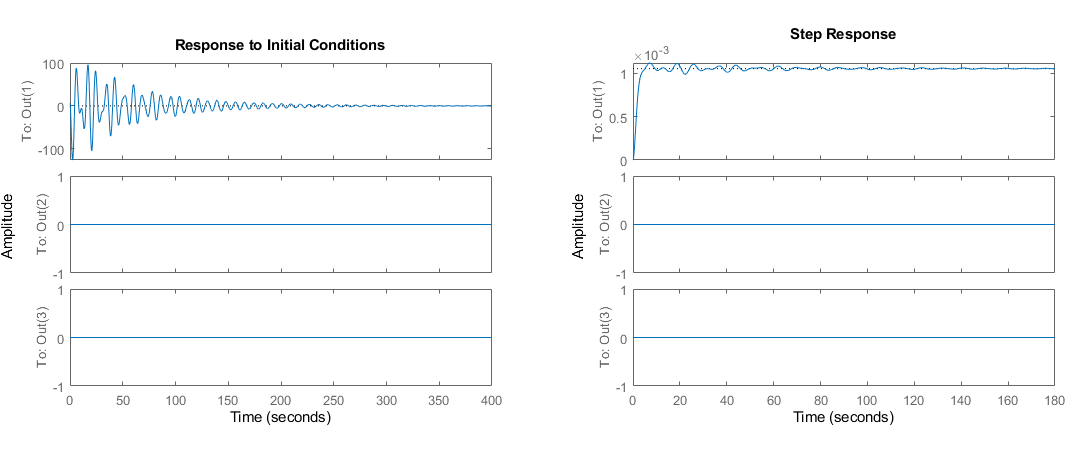 Response to Initial Conditions
100
0
-100
To: Out(1)
1
0
-1
To: Out(2)
1
0
-1
To: Out(3)
Amplitude
0 50 100 150 200 250 300 350 400
Time (seconds)
Step Response
×10⁻³
1
0.5
0
To: Out(1)
1
0
-1
To: Out(2)
1
0
-1
To: Out(3)
Amplitude
0 20 40 60 80 100 120 140 160 180
Time (seconds)